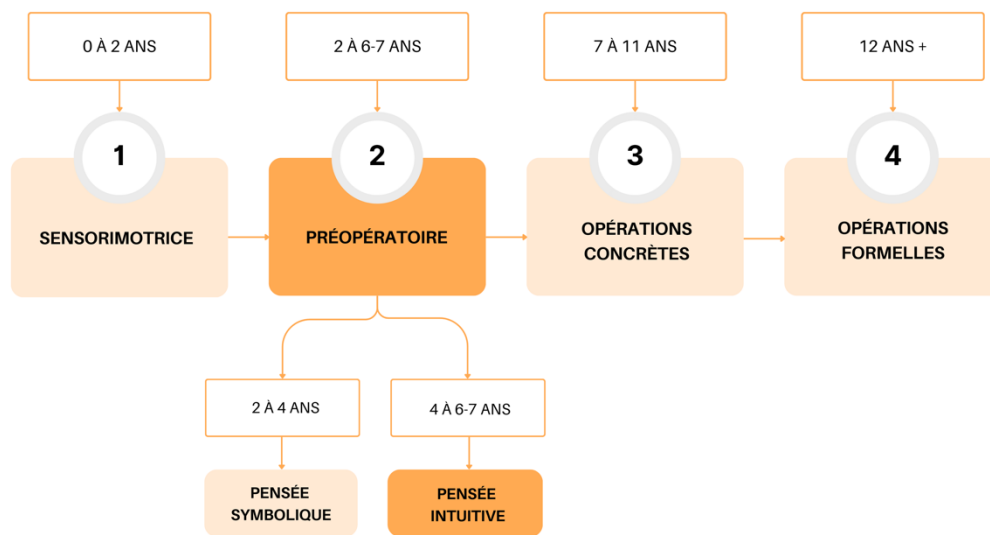 0 À 2 ANS
2 À 6-7 ANS
7 À 11 ANS
12 ANS +
1
2
3
4
SENSORIMOTRICE
PRÉOPÉRATOIRE
OPÉRATIONS
CONCRÈTES
OPÉRATIONS
FORMELLES
2 À 4 ANS
4 À 6-7 ANS
PENSÉE
SYMBOLIQUE
PENSÉE
INTUITIVE